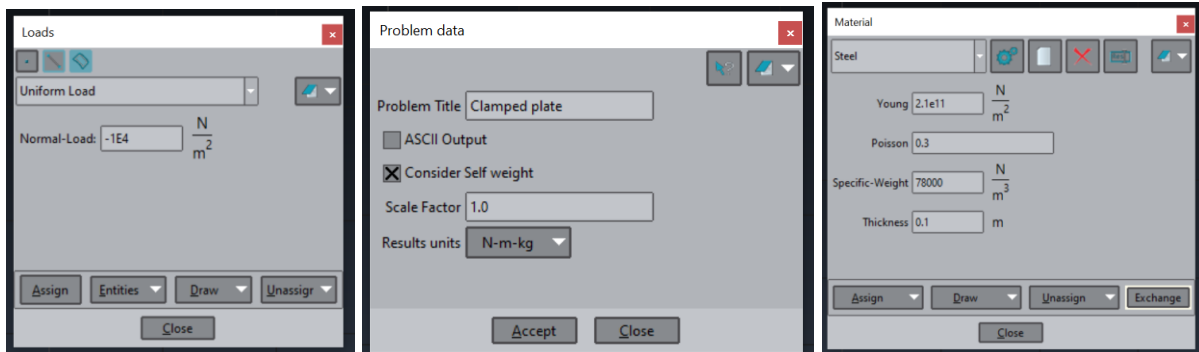 Loads
Uniform Load
Normal-Load: -1E4 N/m²
Assign Entities Draw Unassigr
Close
Problem data
Problem Title Clamped plate
ASCII Output
Consider Self weight
Scale Factor 1.0
Results units N-m-kg
Accept Close
Material
Steel
Young 2.1e11 N/m²
Poisson 0.3
Specific-Weight 78000 N/m³
Thickness 0.1 m
Assign Draw Unassign Exchange
Close